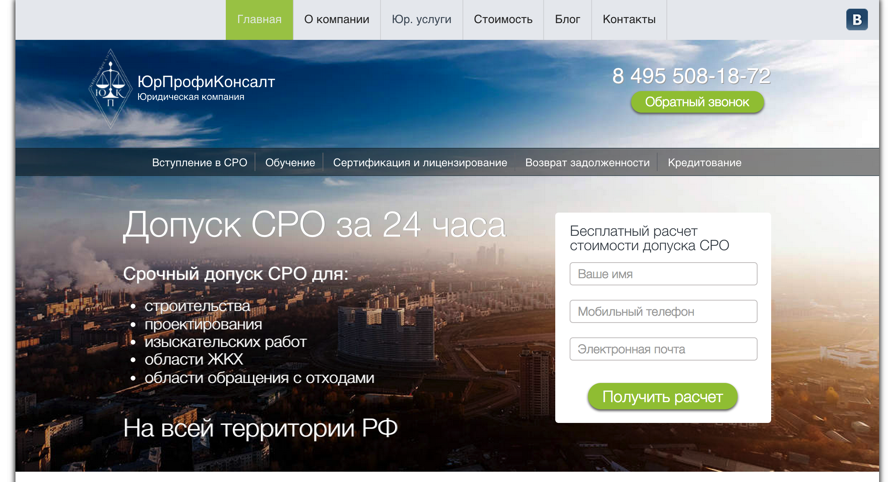 Главная
О компании
Юр. услуги
Стоимость
Блог
Контакты
В
Ю К
П
ЮрПрофиКонсалт
Юридическая компания
8 495 508-18-72
Обратный звонок
Вступление в СРО
Обучение
Сертификация и лицензирование
Возврат задолженности
Кредитование
Допуск СРО за 24 часа
Срочный допуск СРО для:
• строительства
• проектирования
• изыскательских работ
• области ЖКХ
• области обращения с отходами
На всей территории РФ
Бесплатный расчет
стоимости допуска СРО
Ваше имя
Мобильный телефон
Электронная почта
Получить расчет